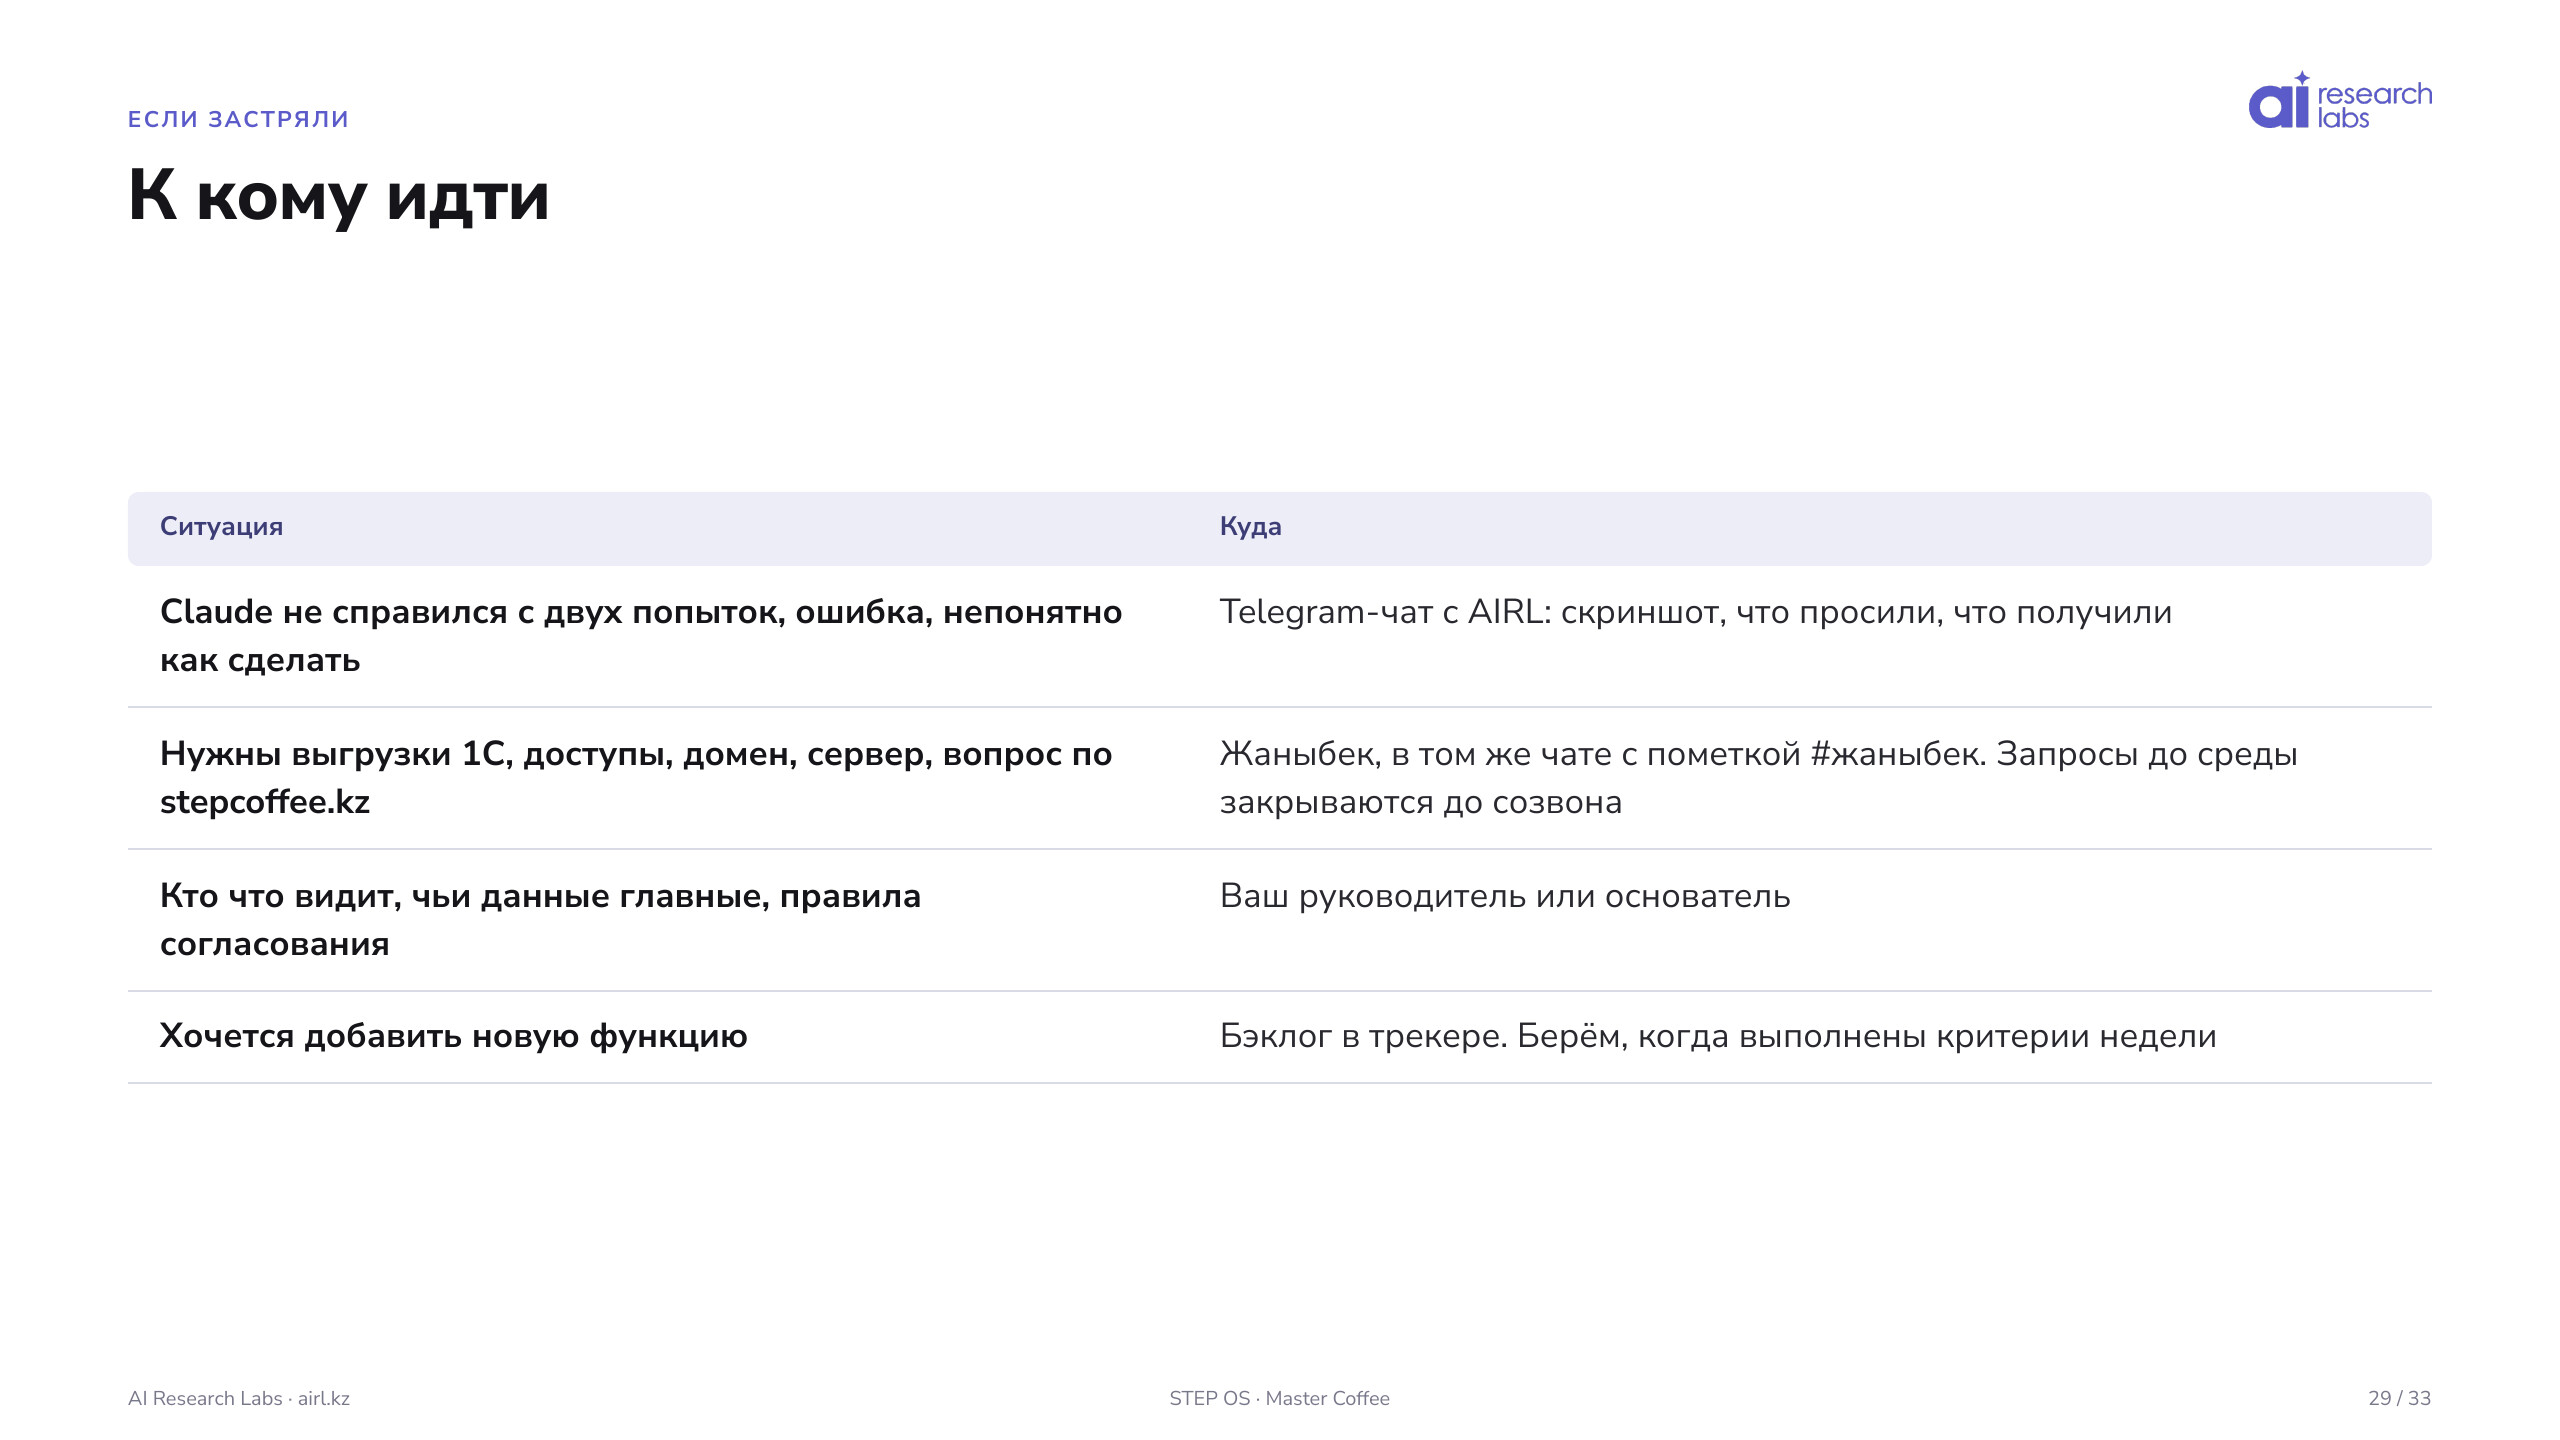 ЕСЛИ ЗАСТРЯЛИ
ai research
labs
К кому идти
Ситуация
Куда
Claude не справился с двух попыток, ошибка, непонятно
как сделать
Telegram-чат с AIRL: скриншот, что просили, что получили
Нужны выгрузки 1С, доступы, домен, сервер, вопрос по
stepcoffee.kz
Жаныбек, в том же чате с пометкой #жаныбек. Запросы до среды
закрываются до созвона
Кто что видит, чьи данные главные, правила
согласования
Ваш руководитель или основатель
Хочется добавить новую функцию
Бэклог в трекере. Берём, когда выполнены критерии недели
AI Research Labs · airl.kz
STEP OS · Master Coffee
29 / 33